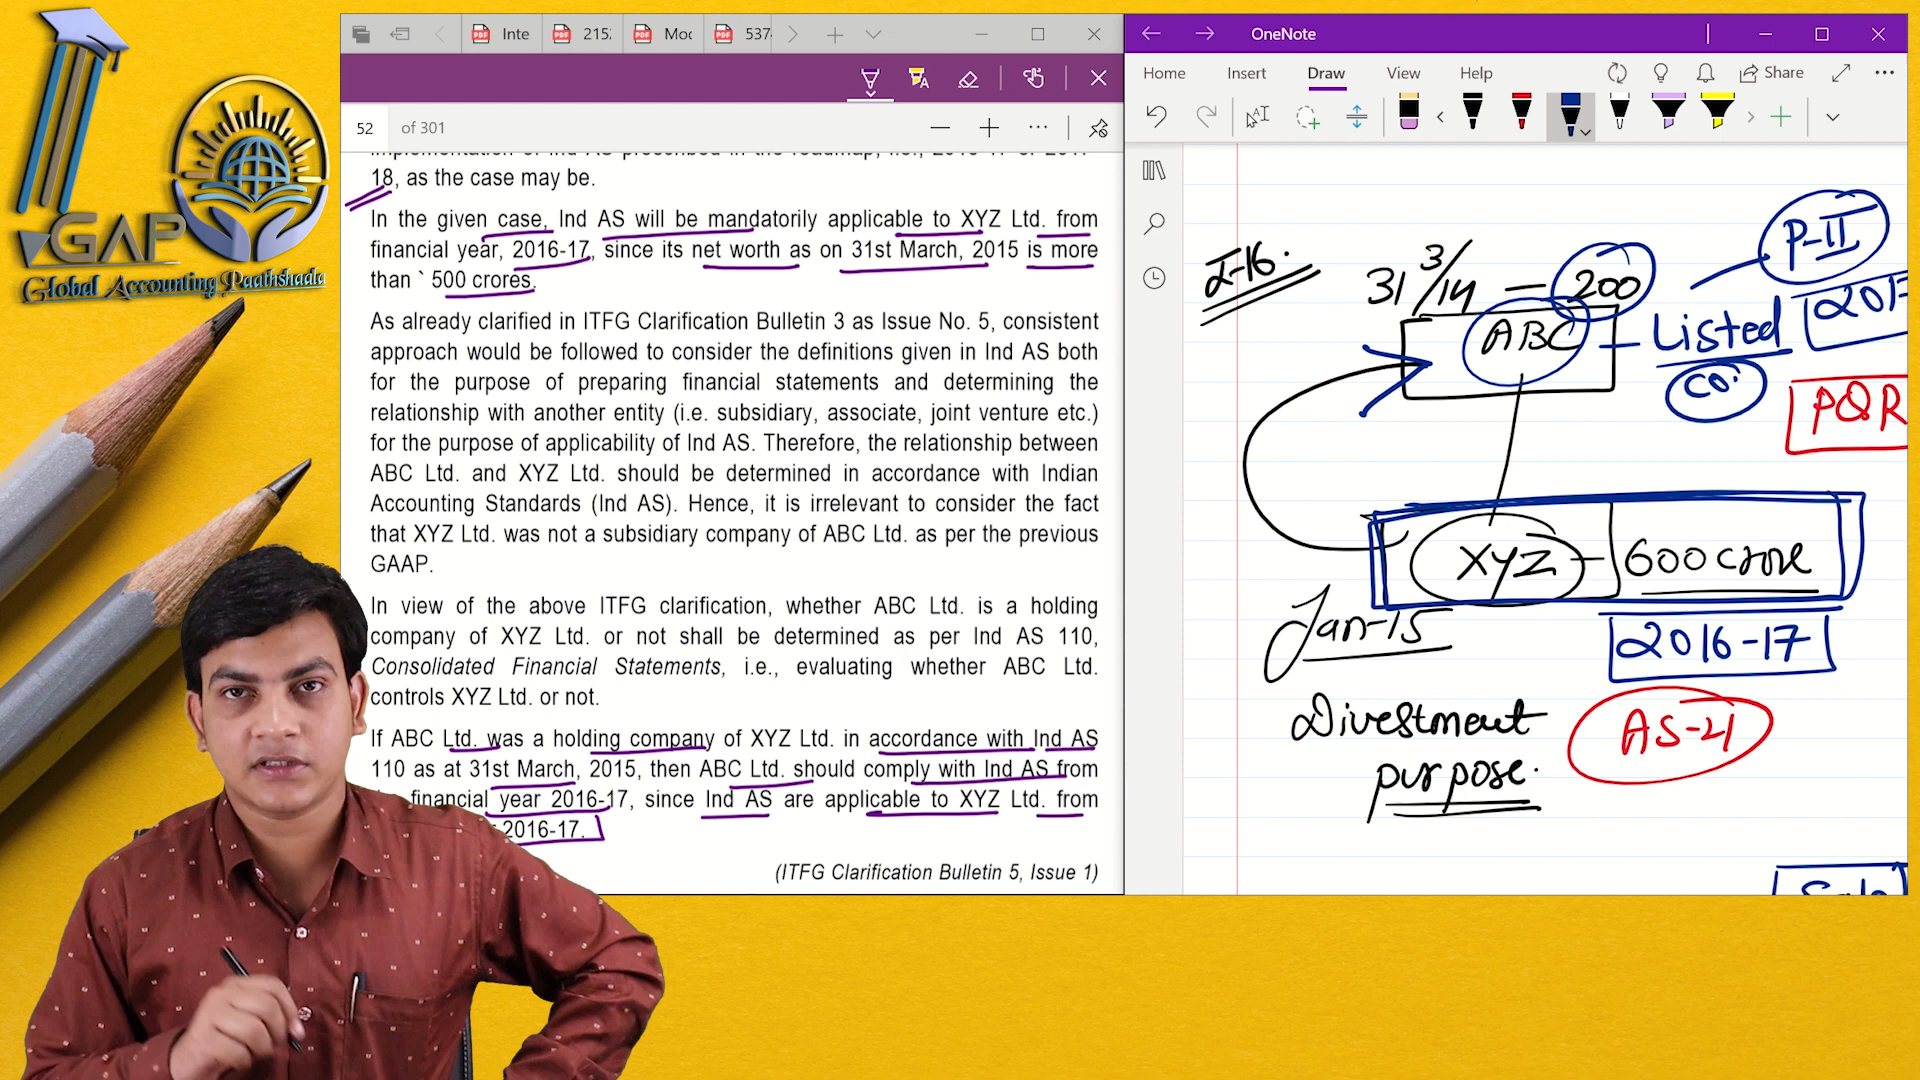 GAP
Global Accounting Paathshaala
Inte
215
Moc
537
OneNote
Home
Insert
Draw
View
Help
Share
52
of 301
18, as the case may be.
In the given case, Ind AS will be mandatorily applicable to XYZ Ltd. from
financial year, 2016-17, since its net worth as on 31st March, 2015 is more
than ` 500 crores.
As already clarified in ITFG Clarification Bulletin 3 as Issue No. 5, consistent
approach would be followed to consider the definitions given in Ind AS both
for the purpose of preparing financial statements and determining the
relationship with another entity (i.e. subsidiary, associate, joint venture etc.)
for the purpose of applicability of Ind AS. Therefore, the relationship between
ABC Ltd. and XYZ Ltd. should be determined in accordance with Indian
Accounting Standards (Ind AS). Hence, it is irrelevant to consider the fact
that XYZ Ltd. was not a subsidiary company of ABC Ltd. as per the previous
GAAP.
In view of the above ITFG clarification, whether ABC Ltd. is a holding
company of XYZ Ltd. or not shall be determined as per Ind AS 110,
Consolidated Financial Statements, i.e., evaluating whether ABC Ltd.
controls XYZ Ltd. or not.
If ABC Ltd. was a holding company of XYZ Ltd. in accordance with Ind AS
110 as at 31st March, 2015, then ABC Ltd. should comply with Ind AS from
financial year 2016-17, since Ind AS are applicable to XYZ Ltd. from
2016-17.
(ITFG Clarification Bulletin 5, Issue 1)
I-16.
31/3/14 — 200
P-II
ABC — Listed
co.
201
PQR
XYZ - 600 crore
Jan-15
2016-17
Divestment
purpose.
AS-21